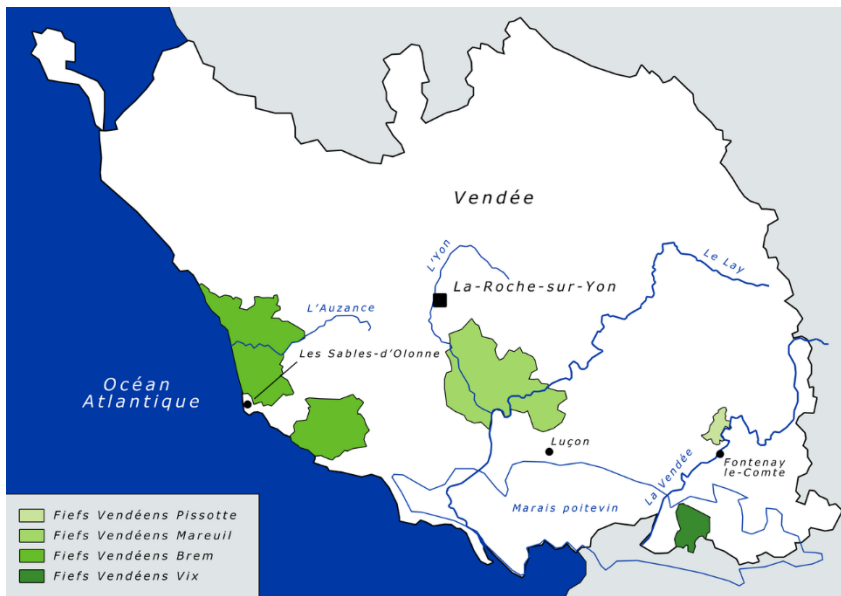 Vendée
L'Yon
Le Lay
La-Roche-sur-Yon
L'Auzance
Les Sables-d'Olonne
Océan
Atlantique
Luçon
La Vendée
Fontenay
le-Comte
Marais poitevin
Fiefs Vendéens Pissotte
Fiefs Vendéens Mareuil
Fiefs Vendéens Brem
Fiefs Vendéens Vix